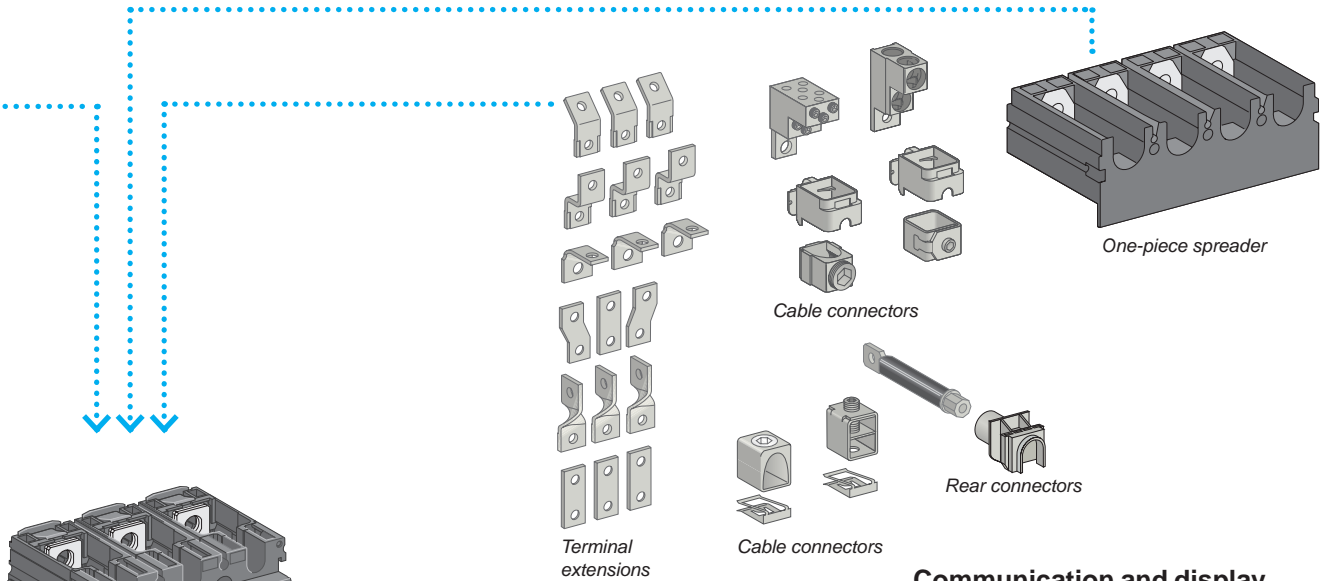 One-piece spreader
Cable connectors
Rear connectors
Terminal
extensions
Cable connectors
Communication and display